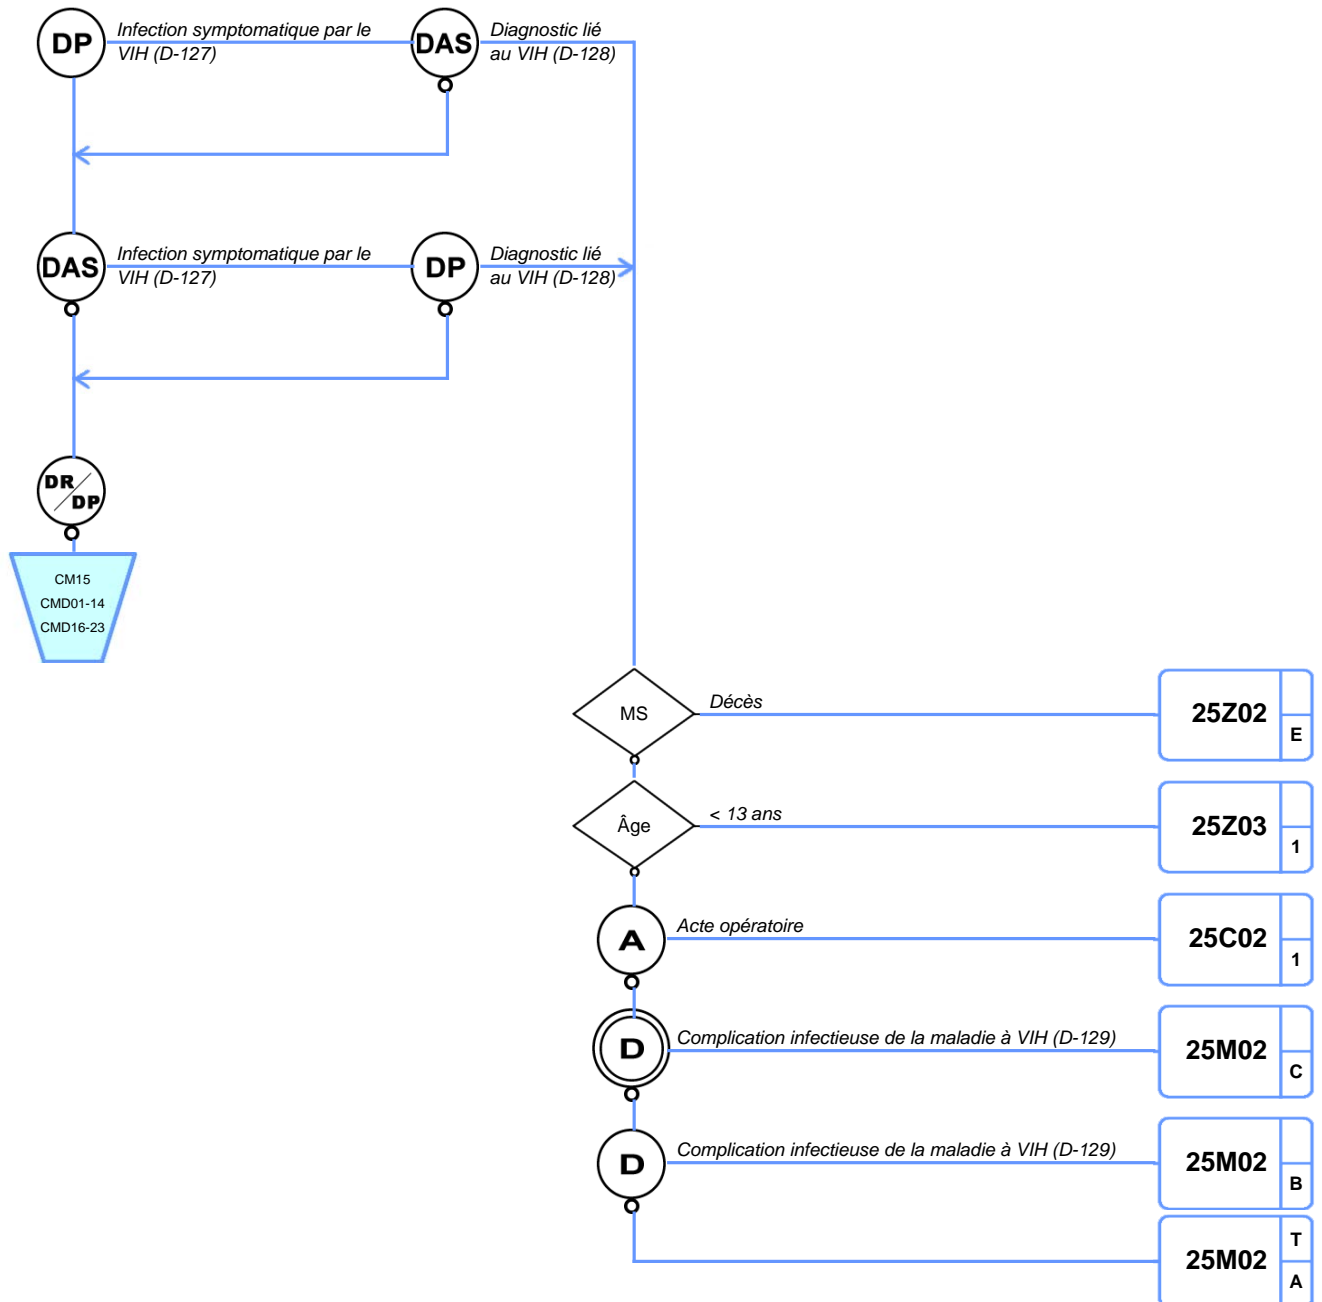 DP
Infection symptomatique par le
VIH (D-127)
DAS
Diagnostic lié
au VIH (D-128)
DAS
Infection symptomatique par le
VIH (D-127)
DP
Diagnostic lié
au VIH (D-128)
DR
DP
CM15
CMD01-14
CMD16-23
MS
Décès
25Z02
E
Âge
< 13 ans
25Z03
1
A
Acte opératoire
25C02
1
D
Complication infectieuse de la maladie à VIH (D-129)
25M02
C
D
Complication infectieuse de la maladie à VIH (D-129)
25M02
B
25M02
T
A